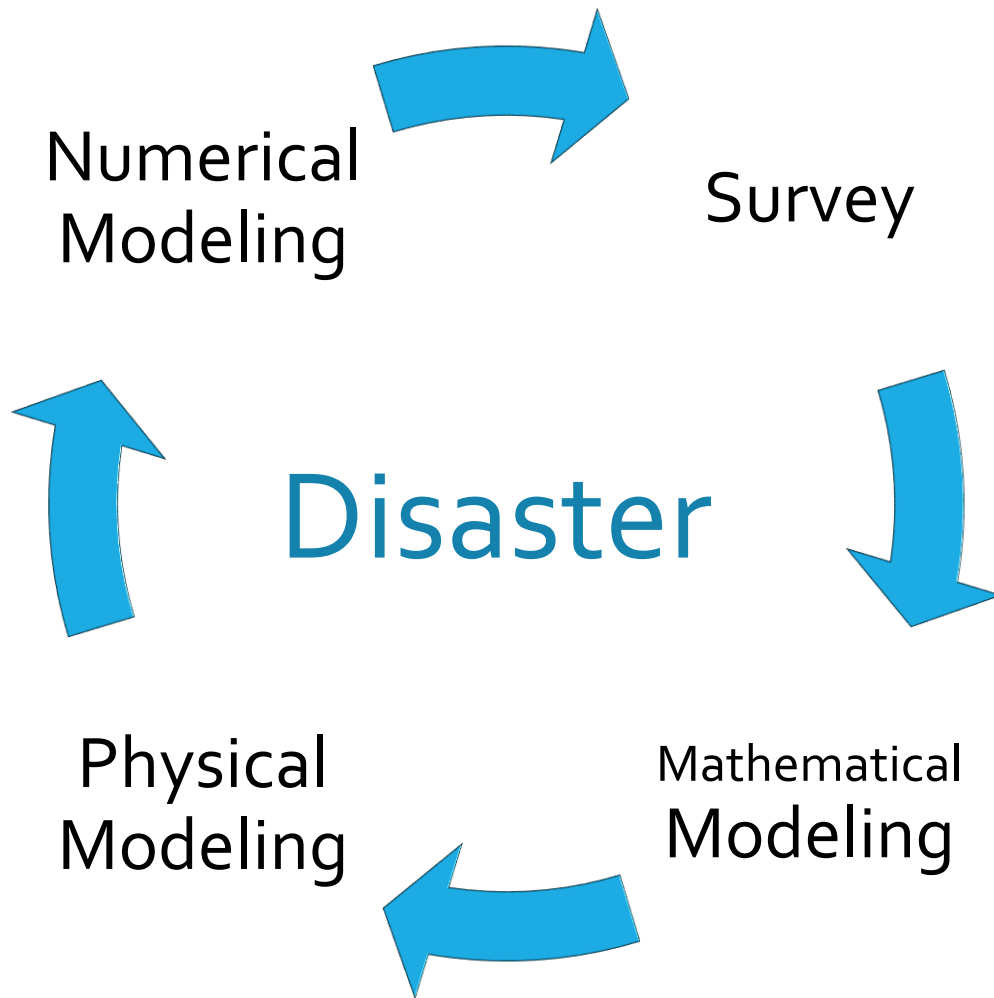 Numerical
Modeling
Survey
Disaster
Physical
Modeling
Mathematical
Modeling